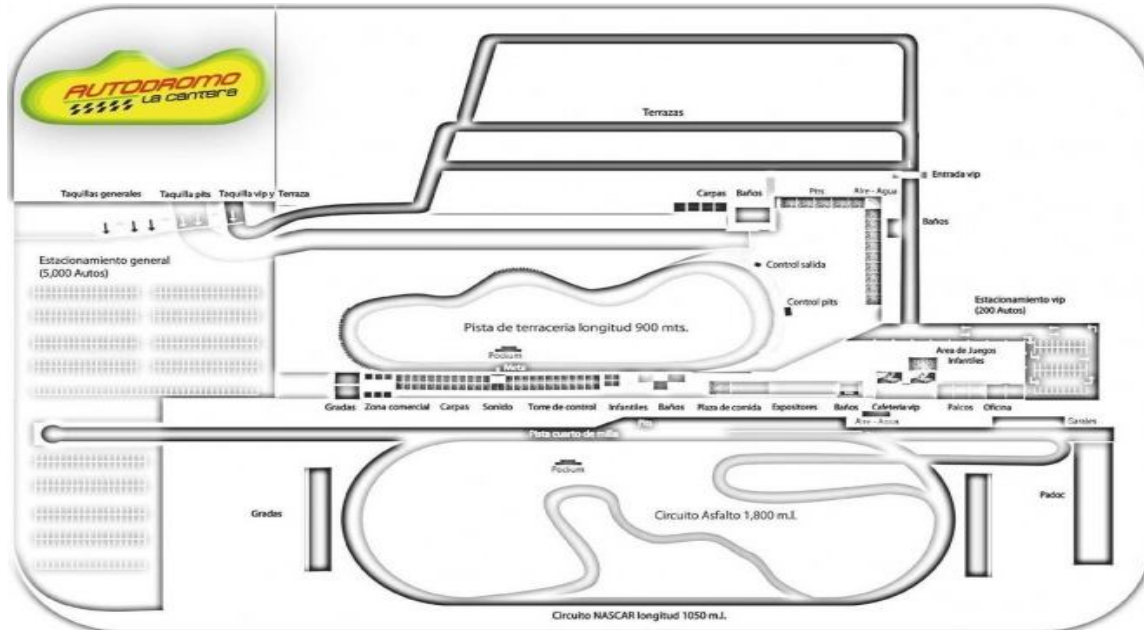 AUTODROMO
LA CANTERA
Terrazas
Taquillas generales
Taquilla pits
Taquilla vip y Terraza
Entrada vip
Carpas
Baños
Pits
Aire - Agua
Baños
Estacionamiento general
(5,000 Autos)
Control salida
Control pits
Estacionamiento vip
(200 Autos)
Pista de terraceria longitud 900 mts.
Podium
Meta
Area de Juegos
Infantiles
Gradas
Zona comercial
Carpas
Sonido
Torre de control
Infantiles
Baños
Plaza de comida
Expositores
Baños
Cafeteria vip
Palcos
Oficina
Pista cuarto de milla
Aire - Agua
Podium
Gradas
Circuito Asfalto 1,800 m.l.
Padoc
Circuito NASCAR longitud 1050 m.l.